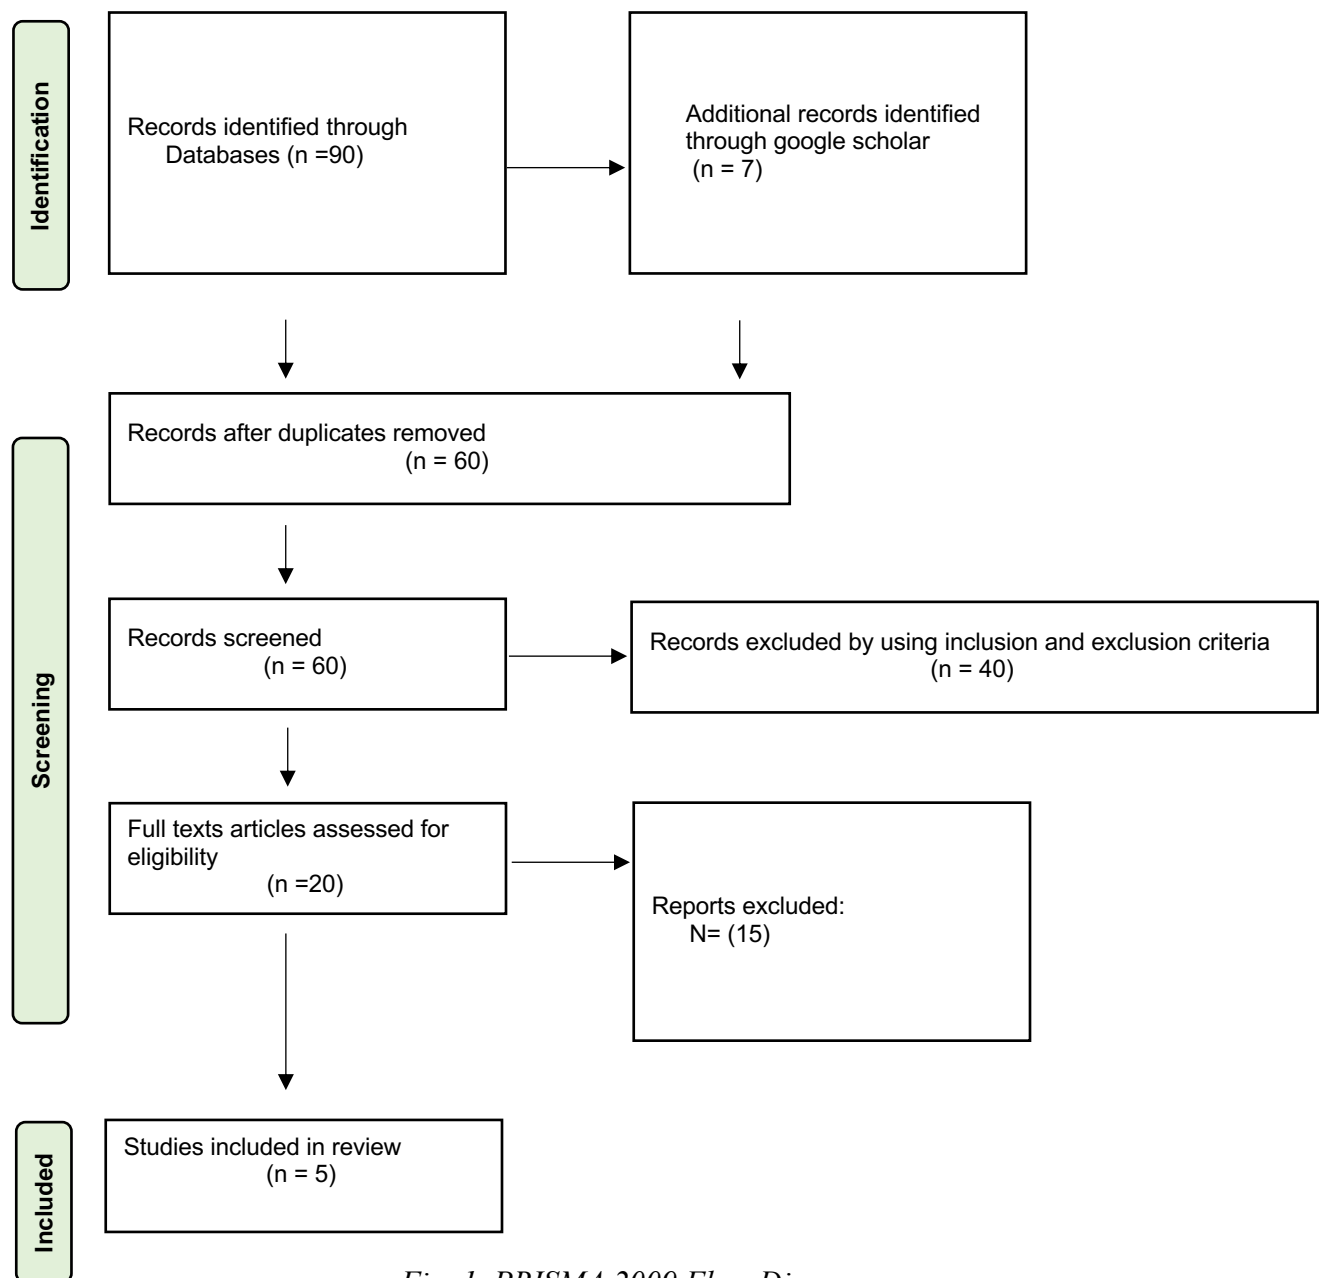 Identification
Records identified through
Databases (n =90)
Additional records identified
through google scholar
(n = 7)
Records after duplicates removed
(n = 60)
Screening
Records screened
(n = 60)
Records excluded by using inclusion and exclusion criteria
(n = 40)
Full texts articles assessed for
eligibility
(n =20)
Reports excluded:
N= (15)
Included
Studies included in review
(n = 5)